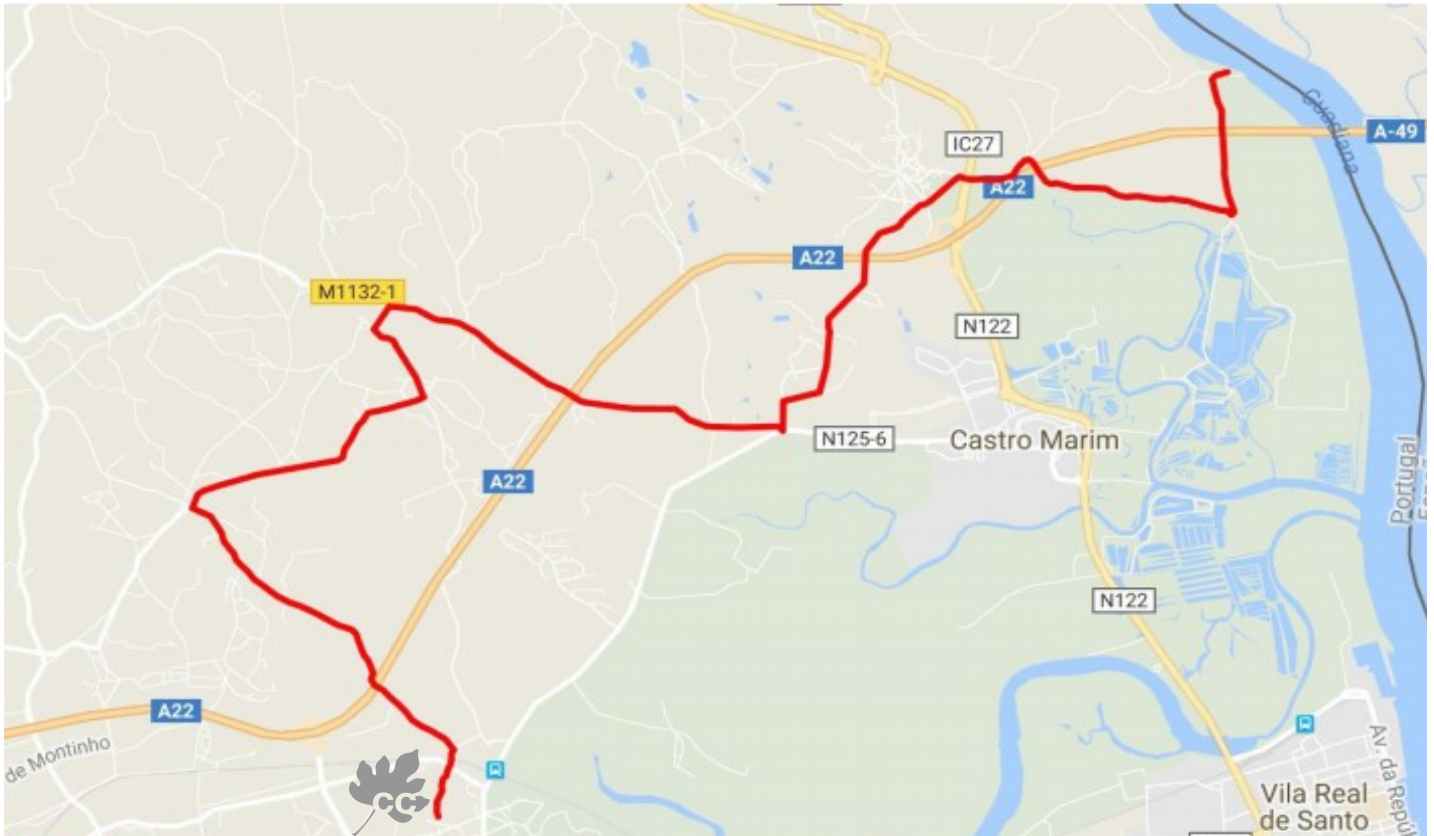 Guadiana
A-49
IC27
A22
A22
M1132-1
N122
N125-6
Castro Marim
A22
Portugal
N122
A22
de Montinho
Av. da Repú
Vila Real
de Santo
CC